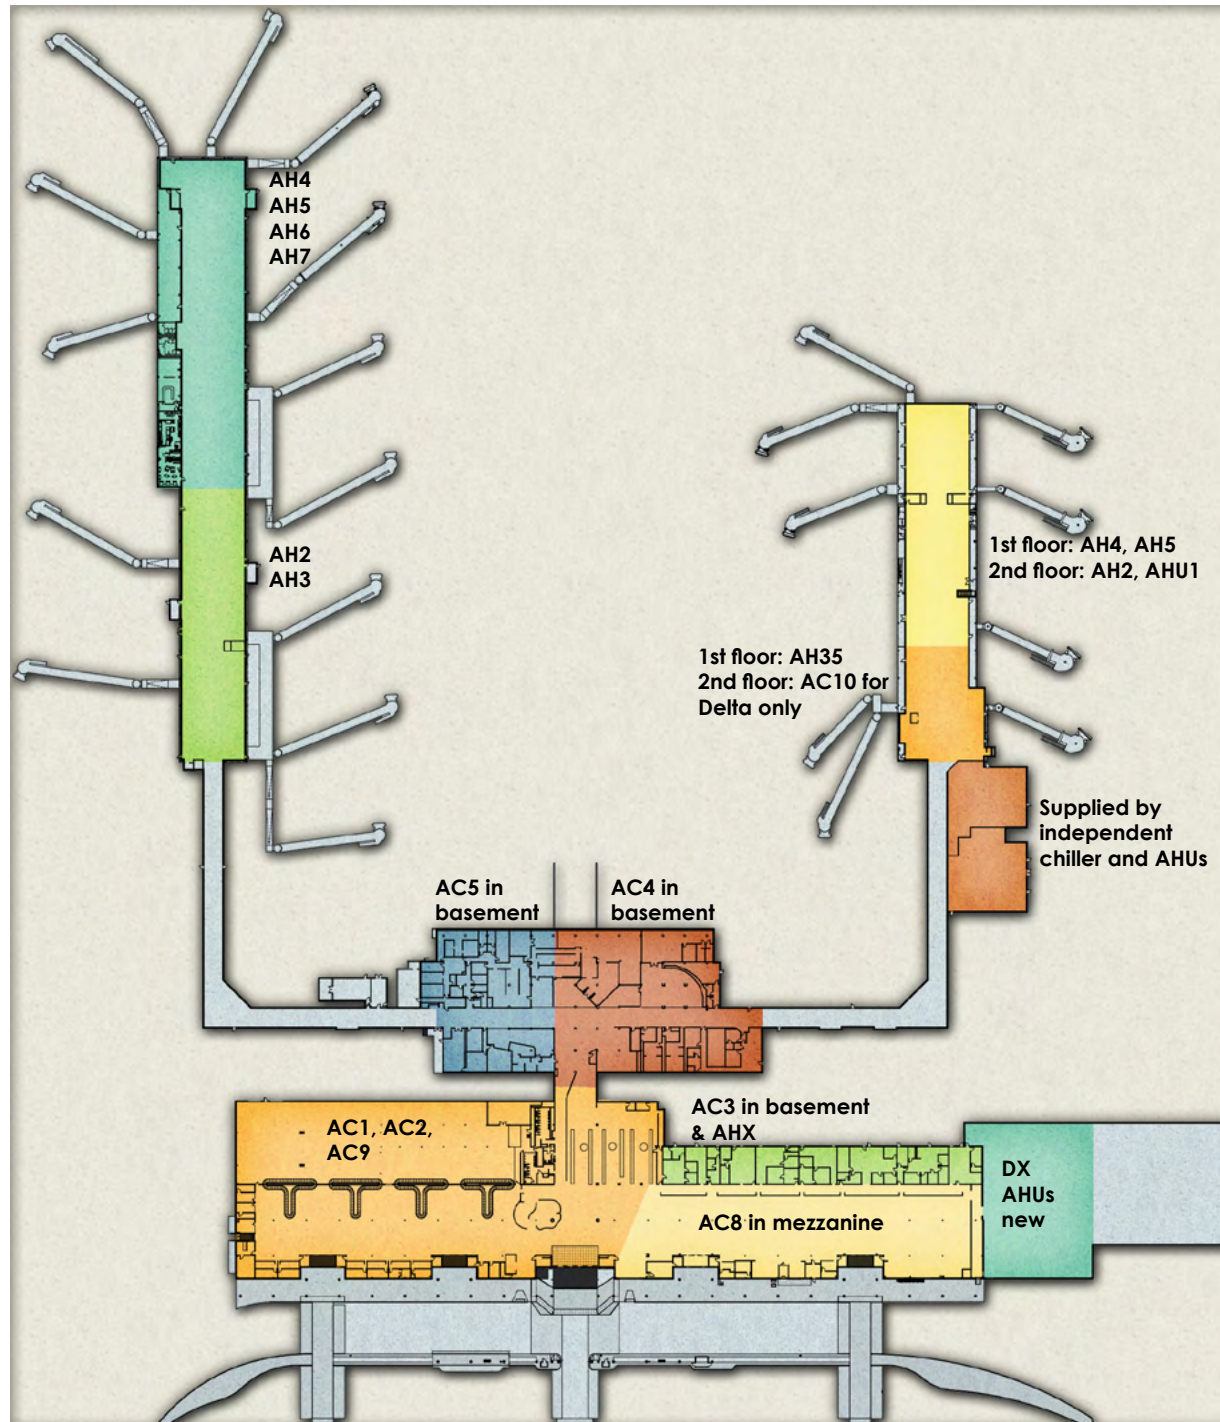 AH4
AH5
AH6
AH7
AH2
AH3
1st floor: AH4, AH5
2nd floor: AH2, AHU1
1st floor: AH35
2nd floor: AC10 for
Delta only
Supplied by
independent
chiller and AHUs
AC5 in
basement
AC4 in
basement
AC1, AC2,
AC9
AC3 in basement
& AHX
AC8 in mezzanine
DX
AHUs
new